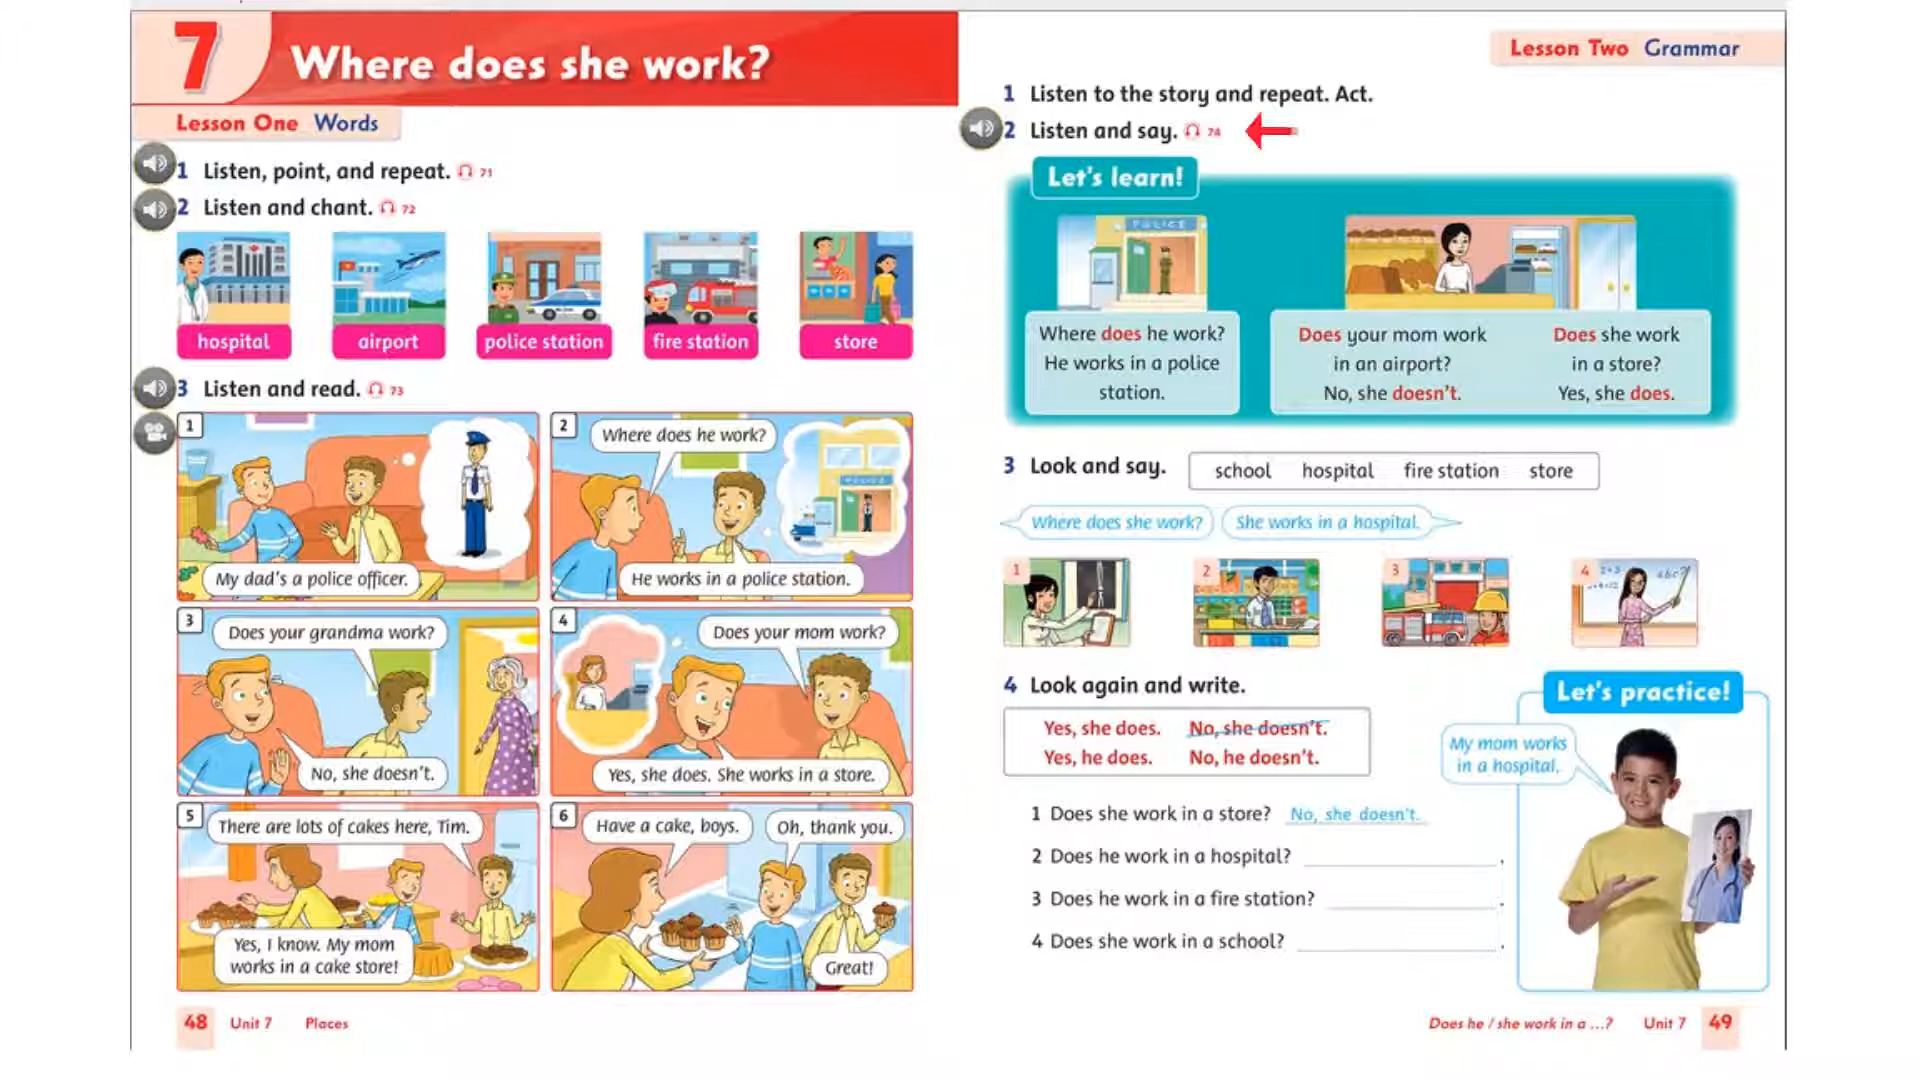 7
Where does she work?
Lesson One Words
1 Listen, point, and repeat. 71
2 Listen and chant. 72
hospital
airport
police station
fire station
store
3 Listen and read. 73
1
My dad's a police officer.
2
Where does he work?
POLICE
He works in a police station.
3
Does your grandma work?
No, she doesn't.
4
Does your mom work?
Yes, she does. She works in a store.
5
There are lots of cakes here, Tim.
Yes, I know. My mom
works in a cake store!
6
Have a cake, boys.
Oh, thank you.
Great!
48 Unit 7 Places
Lesson Two Grammar
1 Listen to the story and repeat. Act.
2 Listen and say. 74
Let's learn!
POLICE
Where does he work?
He works in a police
station.
Does your mom work
in an airport?
No, she doesn't.
Does she work
in a store?
Yes, she does.
3 Look and say.
school hospital fire station store
Where does she work?
She works in a hospital.
1
2
3
4
4 Look again and write.
Yes, she does. No, she doesn't.
Yes, he does. No, he doesn't.
1 Does she work in a store? No, she doesn't.
2 Does he work in a hospital? .
3 Does he work in a fire station? .
4 Does she work in a school? .
Let's practice!
My mom works
in a hospital.
Does he / she work in a ...? Unit 7 49